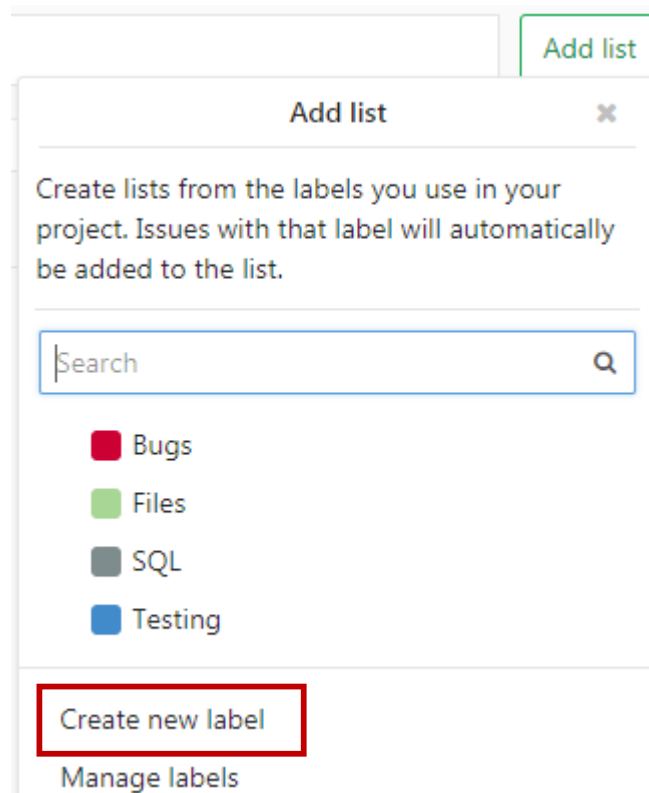 Add list
Add list
Create lists from the labels you use in your
project. Issues with that label will automatically
be added to the list.
Search
Bugs
Files
SQL
Testing
Create new label
Manage labels